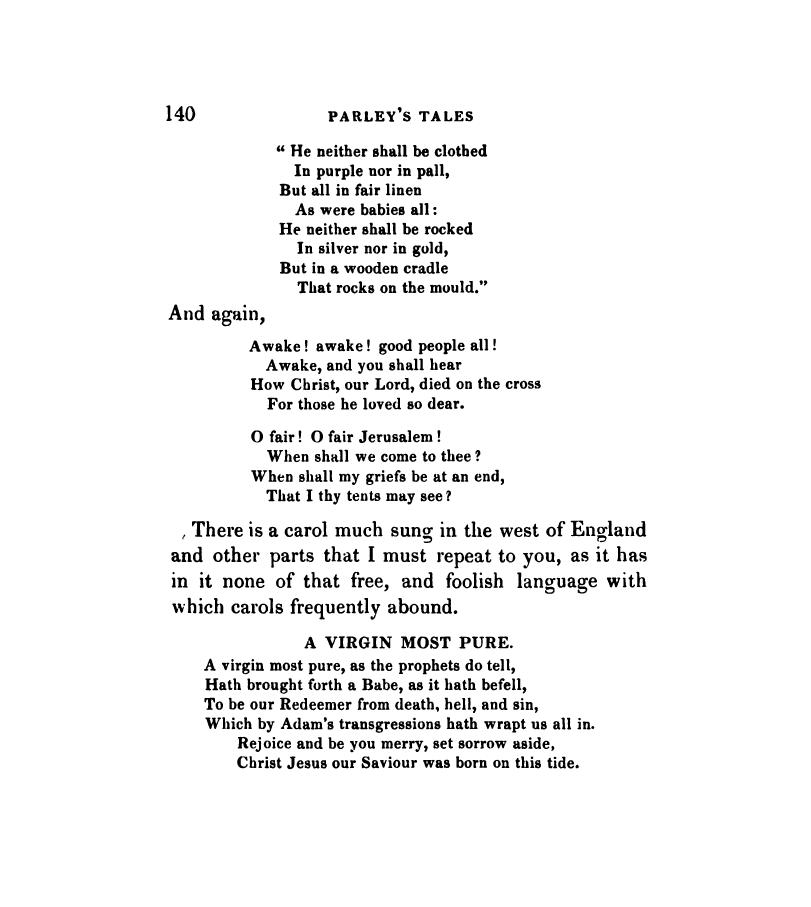 140 PARLEY'S TALES
“ He neither shall be clothed
In purple nor in pall,
But all in fair linen
As were babies all :
He neither shall be rocked
In silver nor in gold,
But in a wooden cradle
That rocks on the mould.”
And again,
Awake ! awake ! good people all !
Awake, and you shall hear
How Christ, our Lord, died on the cross
For those he loved so dear.
O fair ! O fair Jerusalem !
When shall we come to thee ?
When shall my griefs be at an end,
That I thy tents may see ?
There is a carol much sung in the west of England
and other parts that I must repeat to you, as it has
in it none of that free, and foolish language with
which carols frequently abound.
A VIRGIN MOST PURE.
A virgin most pure, as the prophets do tell,
Hath brought forth a Babe, as it hath befell,
To be our Redeemer from death, hell, and sin,
Which by Adam's transgressions hath wrapt us all in.
Rejoice and be you merry, set sorrow aside,
Christ Jesus our Saviour was born on this tide.